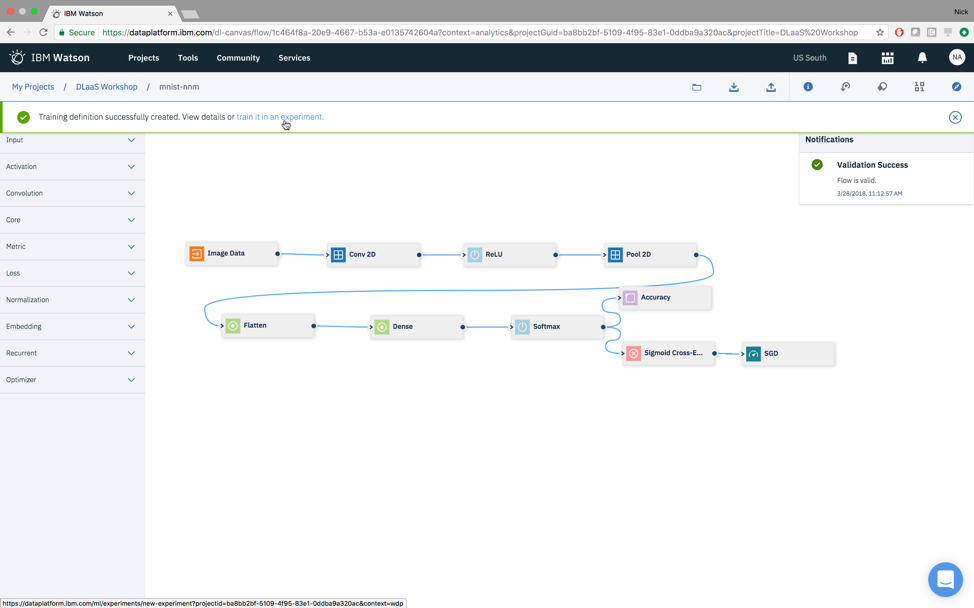 IBM Watson
Nick
Secure
https://dataplatform.ibm.com/dl-canvas/flow/1c464f8a-20e9-4667-b53a-e0135742604a?context=analytics&projectGuid=ba8bb2bf-5109-4f95-83e1-0ddba9a320ac&projectTitle=DLaaS%20Workshop
IBM Watson
Projects
Tools
Community
Services
US South
NA
My Projects / DLaaS Workshop / mnist-nnm
Training definition successfully created. View details or train it in an experiment.
Input
Activation
Convolution
Core
Metric
Loss
Normalization
Embedding
Recurrent
Optimizer
Notifications
Validation Success
Flow is valid.
3/28/2018, 11:12:57 AM
Image Data
Conv 2D
ReLU
Pool 2D
Accuracy
Flatten
Dense
Softmax
Sigmoid Cross-E...
SGD
https://dataplatform.ibm.com/ml/experiments/new-experiment?projectid=ba8bb2bf-5109-4f95-83e1-0ddba9a320ac&context=wdp